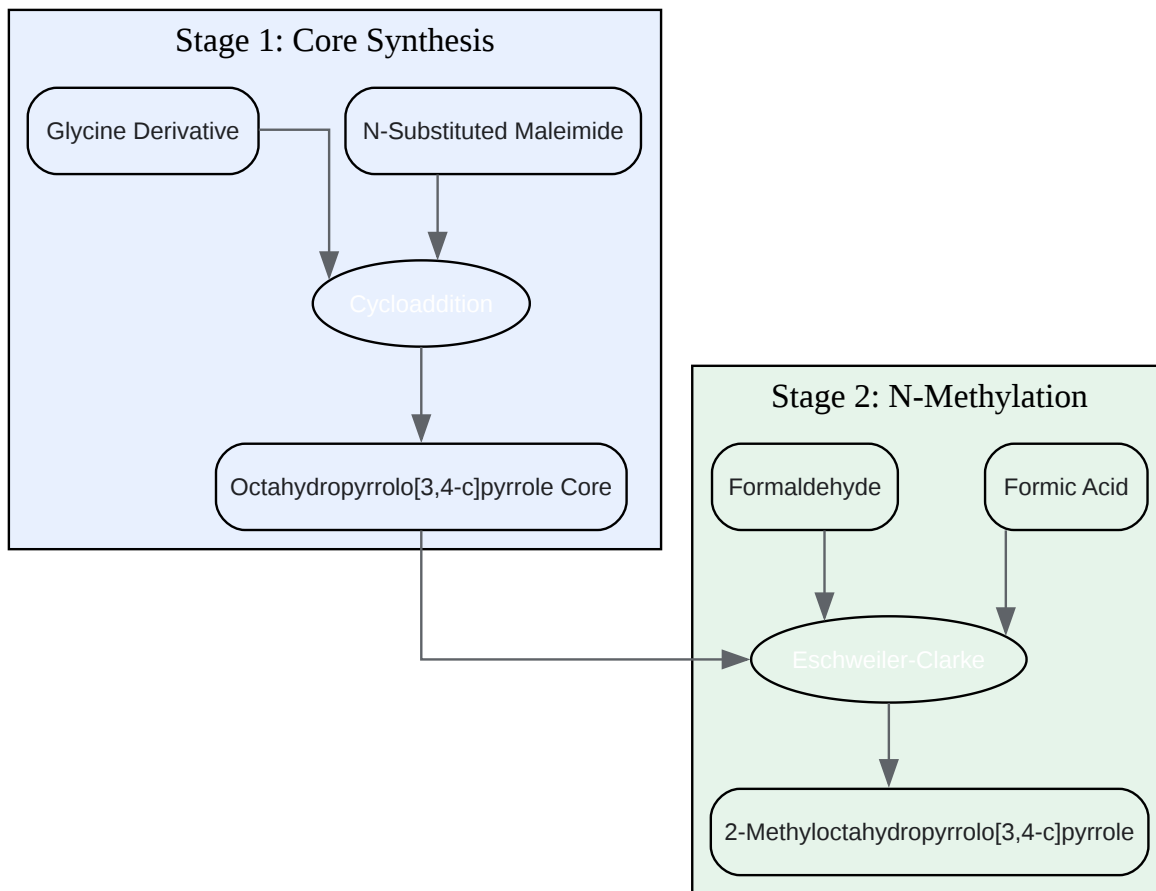 Stage 1: Core Synthesis
Glycine Derivative
N-Substituted Maleimide
Cycloaddition
Octahydropyrrolo[3,4-c]pyrrole Core
Stage 2: N-Methylation
Formaldehyde
Formic Acid
Eschweiler-Clarke
2-Methyloctahydropyrrolo[3,4-c]pyrrole